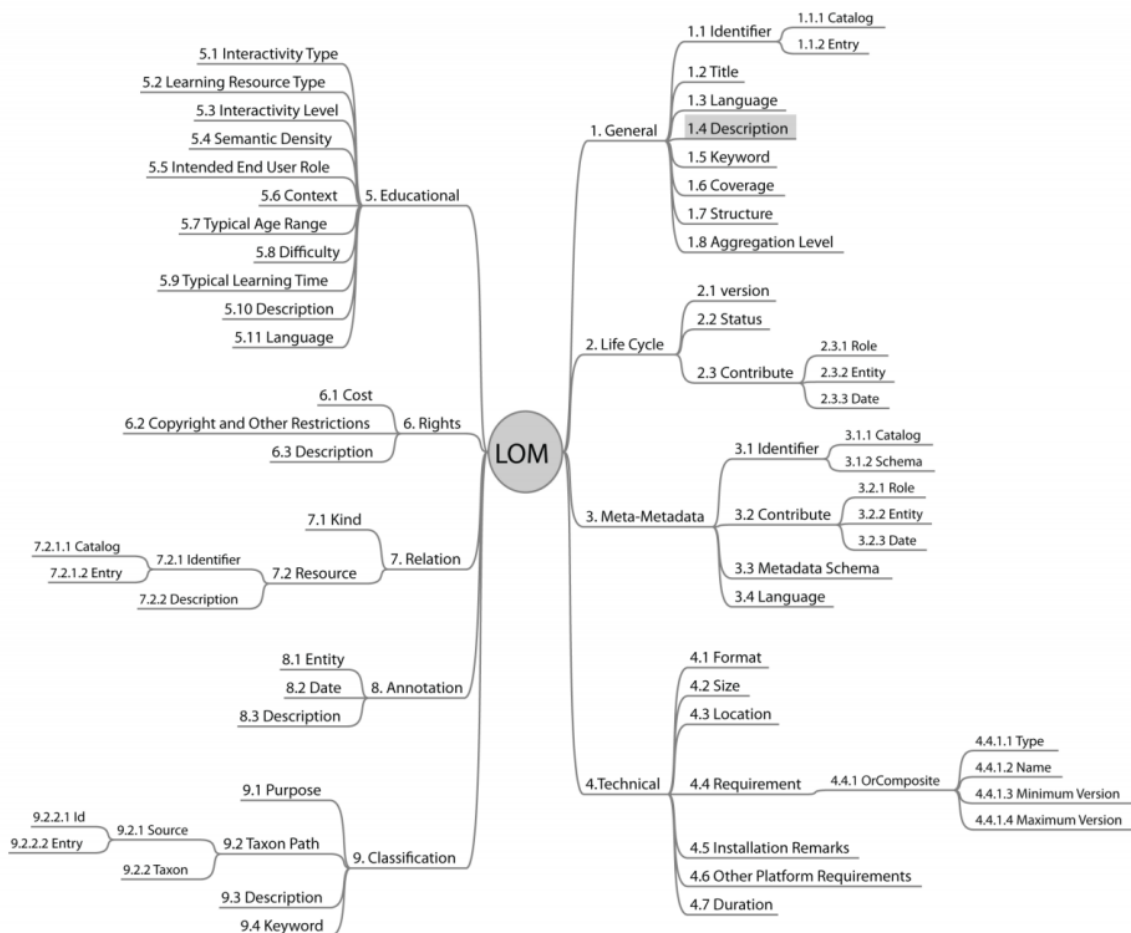 LOM
1. General
1.1 Identifier
1.1.1 Catalog
1.1.2 Entry
1.2 Title
1.3 Language
1.4 Description
1.5 Keyword
1.6 Coverage
1.7 Structure
1.8 Aggregation Level
2. Life Cycle
2.1 version
2.2 Status
2.3 Contribute
2.3.1 Role
2.3.2 Entity
2.3.3 Date
3. Meta-Metadata
3.1 Identifier
3.1.1 Catalog
3.1.2 Schema
3.2 Contribute
3.2.1 Role
3.2.2 Entity
3.2.3 Date
3.3 Metadata Schema
3.4 Language
4.Technical
4.1 Format
4.2 Size
4.3 Location
4.4 Requirement
4.4.1 OrComposite
4.4.1.1 Type
4.4.1.2 Name
4.4.1.3 Minimum Version
4.4.1.4 Maximum Version
4.5 Installation Remarks
4.6 Other Platform Requirements
4.7 Duration
5. Educational
5.1 Interactivity Type
5.2 Learning Resource Type
5.3 Interactivity Level
5.4 Semantic Density
5.5 Intended End User Role
5.6 Context
5.7 Typical Age Range
5.8 Difficulty
5.9 Typical Learning Time
5.10 Description
5.11 Language
6. Rights
6.1 Cost
6.2 Copyright and Other Restrictions
6.3 Description
7. Relation
7.1 Kind
7.2 Resource
7.2.1 Identifier
7.2.1.1 Catalog
7.2.1.2 Entry
7.2.2 Description
8. Annotation
8.1 Entity
8.2 Date
8.3 Description
9. Classification
9.1 Purpose
9.2 Taxon Path
9.2.1 Source
9.2.2.1 Id
9.2.2.2 Entry
9.2.2 Taxon
9.3 Description
9.4 Keyword